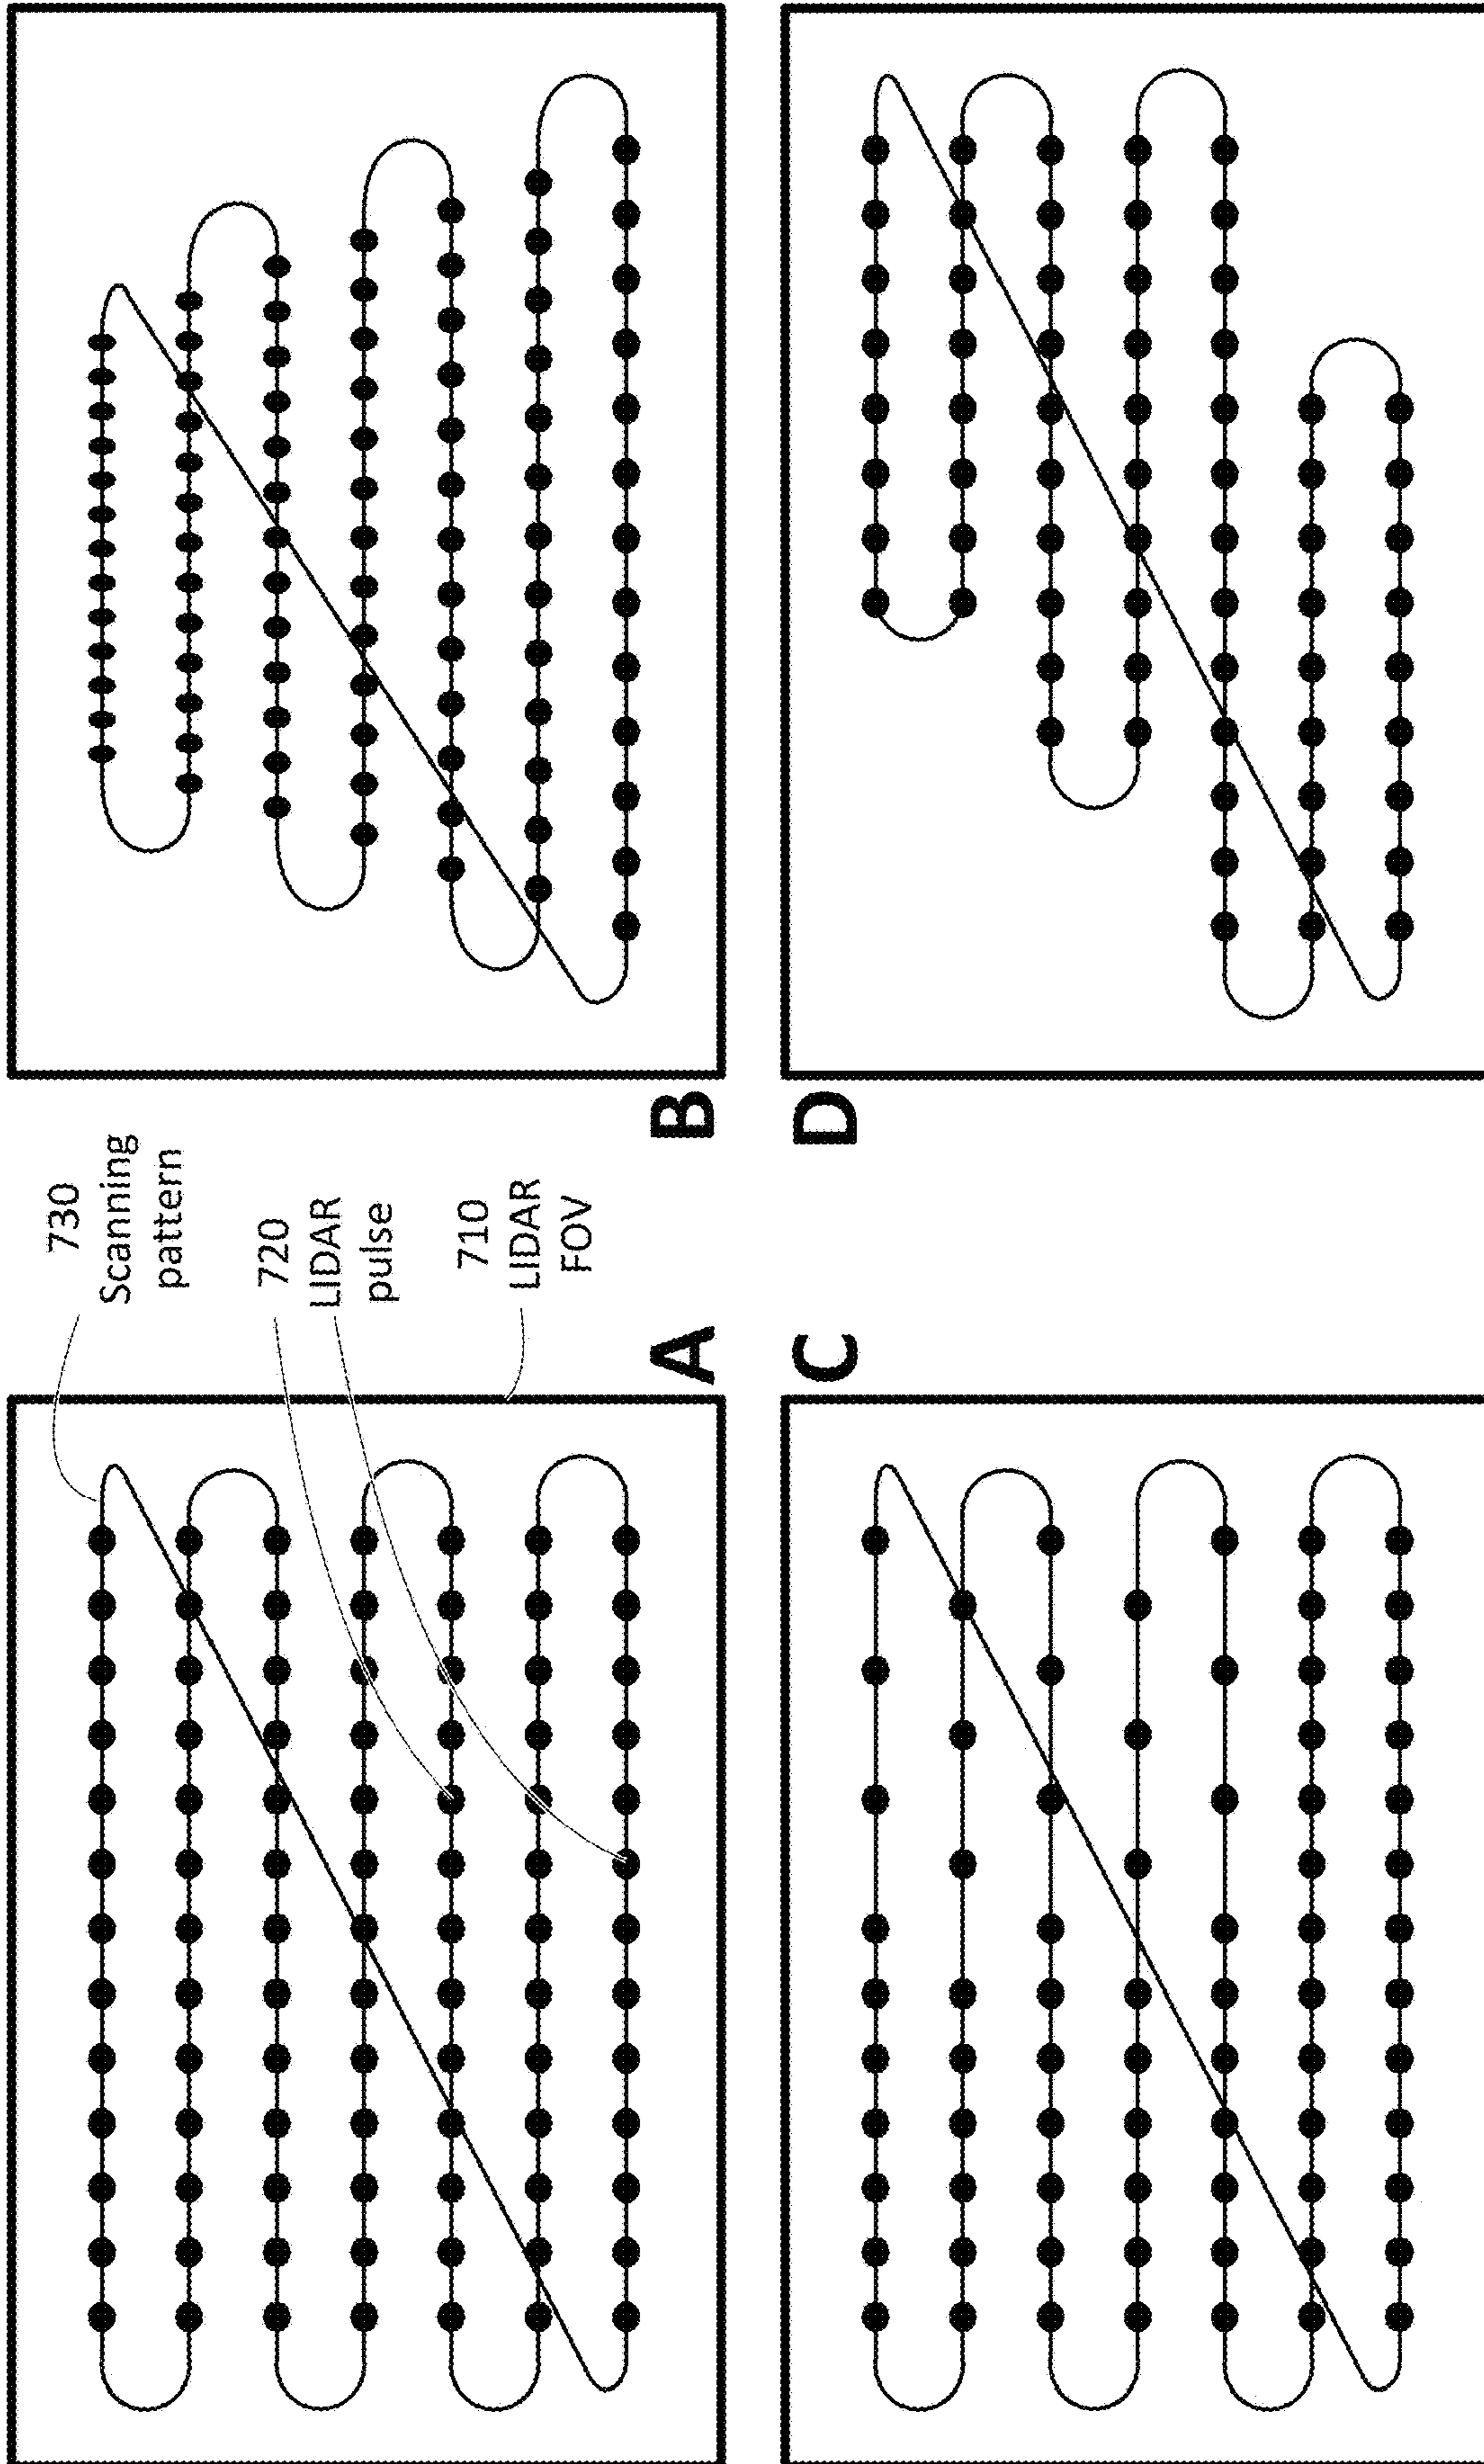 730
Scanning
pattern
720
LIDAR
pulse
710
LIDAR
FOV
A
B
C
D